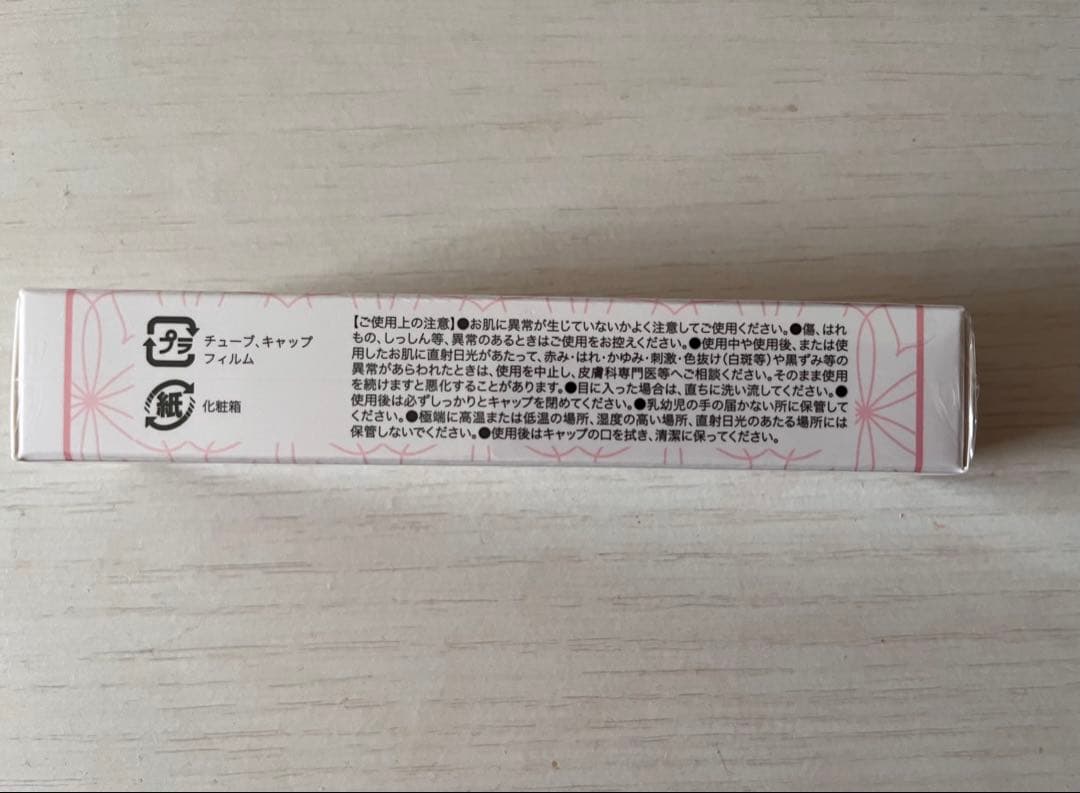 プラ
チューブ、キャップ
フィルム
紙
化粧箱
【ご使用上の注意】●お肌に異常が生じていないかよく注意してご使用ください。●傷、はれ
もの、しっしん等、異常のあるときはご使用をお控えください。●使用中や使用後、または使
用したお肌に直射日光があたって、赤み・はれ・かゆみ・刺激・色抜け(白斑等)や黒ずみ等の
異常があらわれたときは、使用を中止し、皮膚科専門医等へご相談ください。そのまま使用
を続けますと悪化することがあります。●目に入った場合は、直ちに洗い流してください。●
使用後は必ずしっかりとキャップを閉めてください。●乳幼児の手の届かない所に保管して
ください。●極端に高温または低温の場所、湿度の高い場所、直射日光のあたる場所には
保管しないでください。●使用後はキャップの口を拭き、清潔に保ってください。